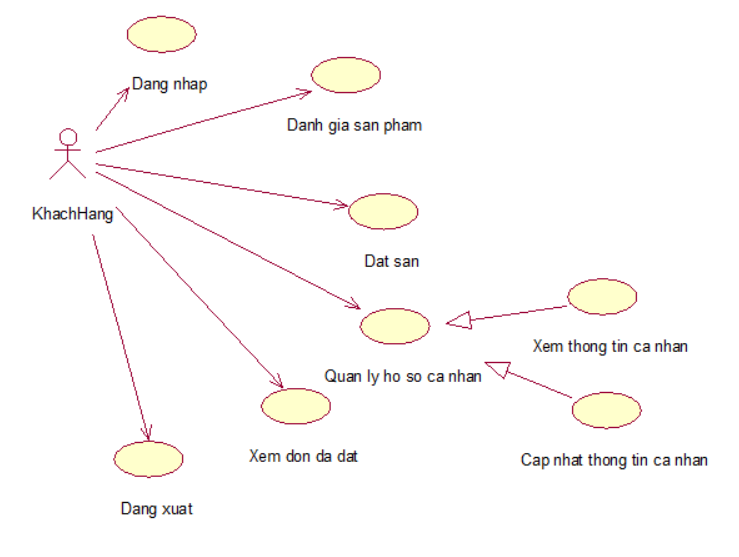 Dang nhap
Danh gia san pham
KhachHang
Dat san
Xem thong tin ca nhan
Quan ly ho so ca nhan
Xem don da dat
Cap nhat thong tin ca nhan
Dang xuat